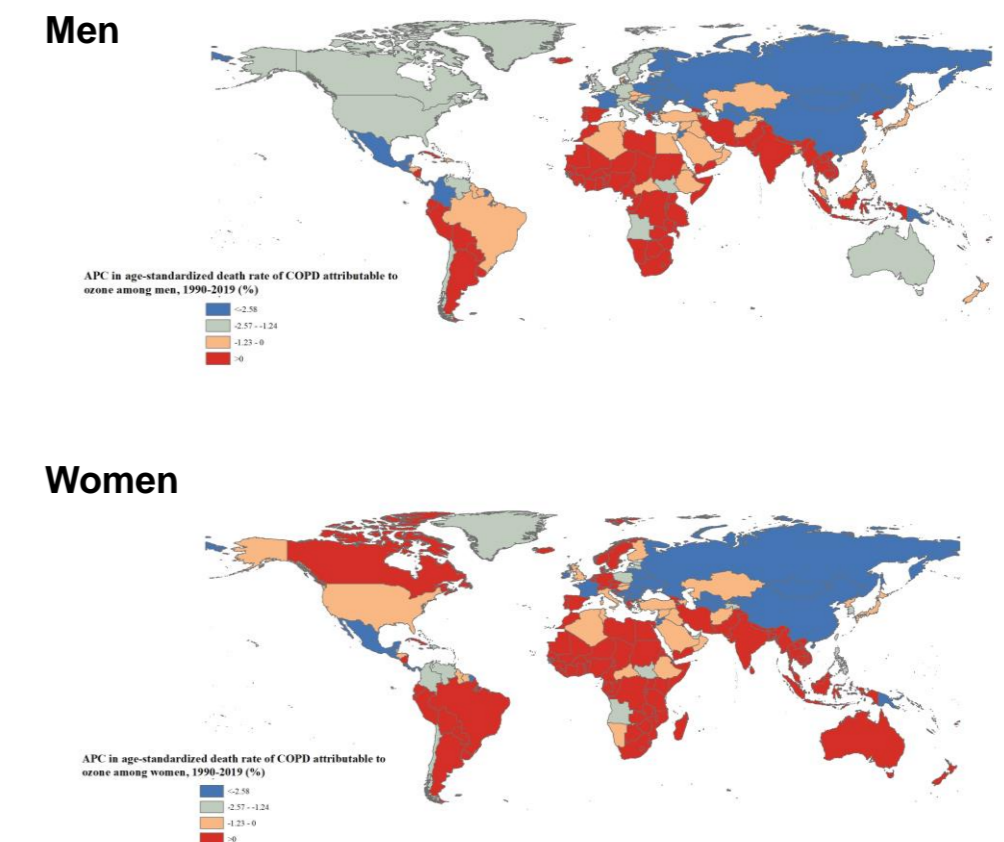 Men
APC in age-standardized death rate of COPD attributable to
ozone among men, 1990-2019 (%)
<-2.58
-2.57 - -1.24
-1.23 - 0
>0
Women
APC in age-standardized death rate of COPD attributable to
ozone among women, 1990-2019 (%)
<-2.58
-2.57 - -1.24
-1.23 - 0
>0